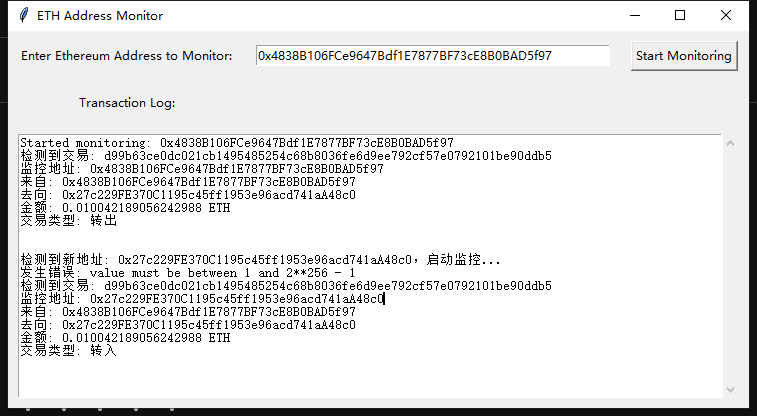 ETH Address Monitor
Enter Ethereum Address to Monitor: 0x4838B106FCe9647Bdf1E7877BF73cE8B0BAD5f97 Start Monitoring
Transaction Log:
Started monitoring: 0x4838B106FCe9647Bdf1E7877BF73cE8B0BAD5f97
检测到交易: d99b63ce0dc021cb1495485254c68b8036fe6d9ee792cf57e0792101be90ddb5
监控地址: 0x4838B106FCe9647Bdf1E7877BF73cE8B0BAD5f97
来自: 0x4838B106FCe9647Bdf1E7877BF73cE8B0BAD5f97
去向: 0x27c229FE370C1195c45ff1953e96acd741aA48c0
金额: 0.010042189056242988 ETH
交易类型: 转出
检测到新地址: 0x27c229FE370C1195c45ff1953e96acd741aA48c0，启动监控...
发生错误: value must be between 1 and 2**256 - 1
检测到交易: d99b63ce0dc021cb1495485254c68b8036fe6d9ee792cf57e0792101be90ddb5
监控地址: 0x27c229FE370C1195c45ff1953e96acd741aA48c0
来自: 0x4838B106FCe9647Bdf1E7877BF73cE8B0BAD5f97
去向: 0x27c229FE370C1195c45ff1953e96acd741aA48c0
金额: 0.010042189056242988 ETH
交易类型: 转入